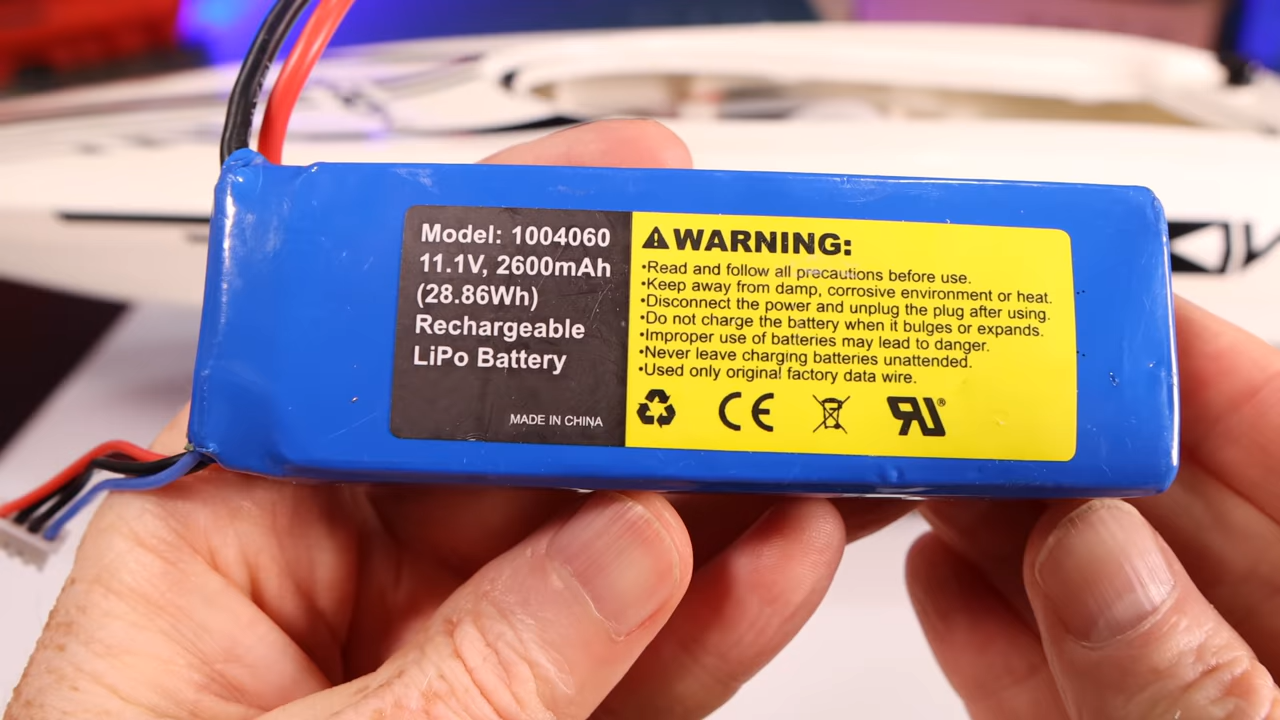 Model: 1004060
11.1V, 2600mAh
(28.86Wh)
Rechargeable
LiPo Battery
MADE IN CHINA
WARNING:
•Read and follow all precautions before use.
•Keep away from damp, corrosive environment or heat.
•Disconnect the power and unplug the plug after using.
•Do not charge the battery when it bulges or expands.
•Improper use of batteries may lead to danger.
•Never leave charging batteries unattended.
•Used only original factory data wire.
CE RU®